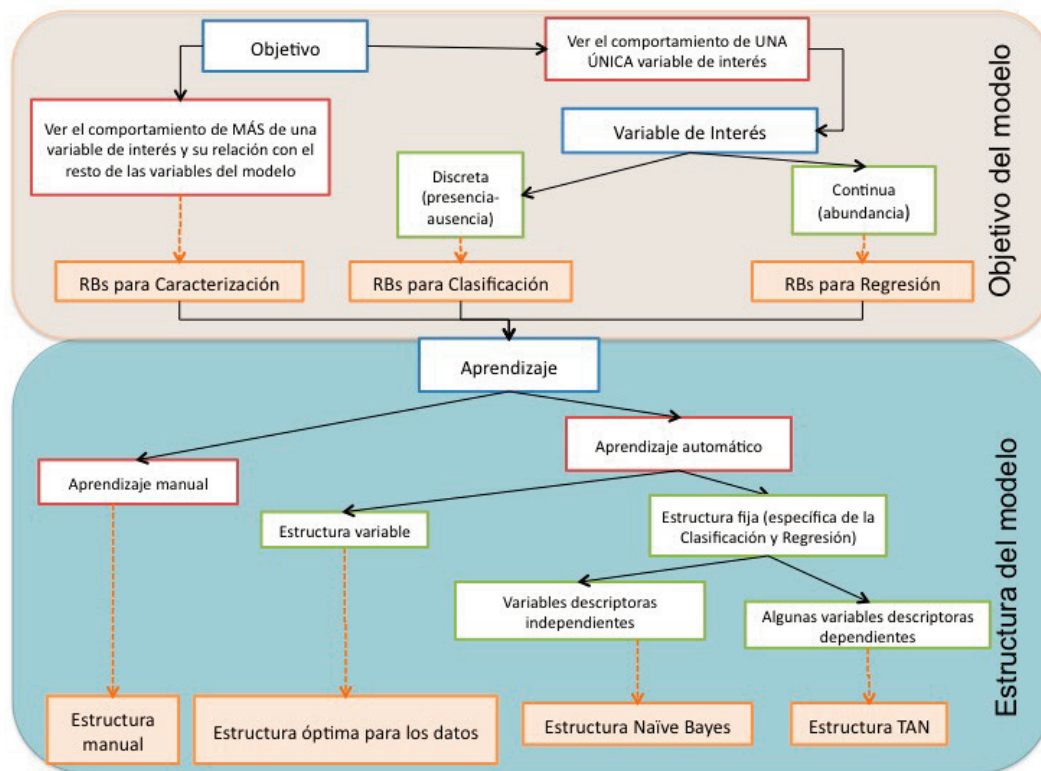 Objetivo
Ver el comportamiento de UNA
ÚNICA variable de interés
Ver el comportamiento de MÁS de una
variable de interés y su relación con el
resto de las variables del modelo
Variable de Interés
Discreta
(presencia-
ausencia)
Continua
(abundancia)
RBs para Caracterización
RBs para Clasificación
RBs para Regresión
Objetivo del modelo
Aprendizaje
Aprendizaje automático
Aprendizaje manual
Estructura variable
Estructura fija (específica de la
Clasificación y Regresión)
Variables descriptoras
independientes
Algunas variables descriptoras
dependientes
Estructura
manual
Estructura óptima para los datos
Estructura Naïve Bayes
Estructura TAN
Estructura del modelo